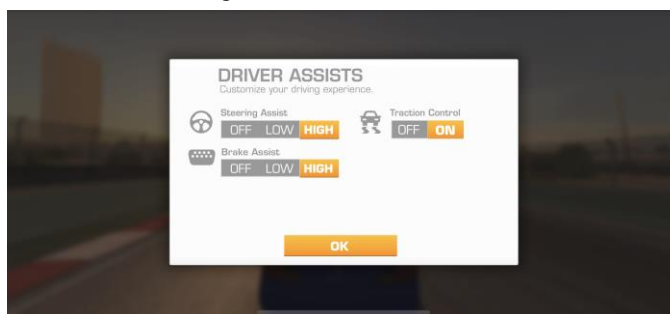 DRIVER ASSISTS
Customize your driving experience.
Steering Assist
OFF LOW HIGH
Traction Control
OFF ON
Brake Assist
OFF LOW HIGH
OK